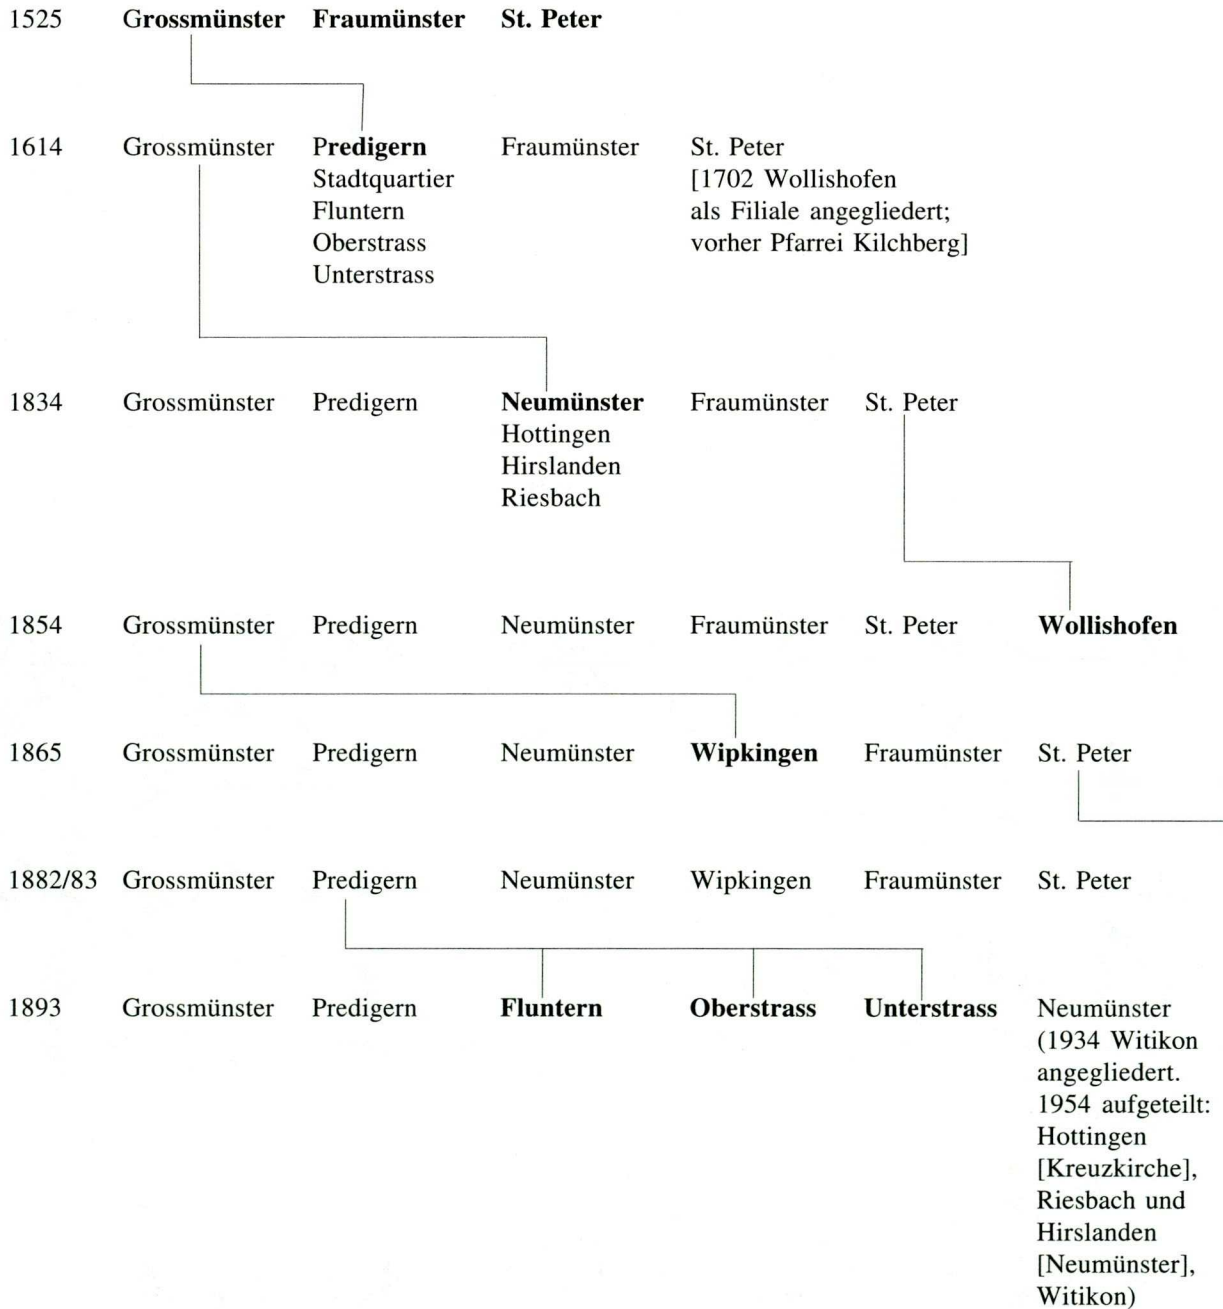 1525 Grossmünster Fraumünster St. Peter
1614 Grossmünster Predigern Fraumünster St. Peter
Stadtquartier [1702 Wollishofen
Fluntern als Filiale angegliedert;
Oberstrass vorher Pfarrei Kilchberg]
Unterstrass
1834 Grossmünster Predigern Neumünster Fraumünster St. Peter
Hottingen
Hirslanden
Riesbach
1854 Grossmünster Predigern Neumünster Fraumünster St. Peter Wollishofen
1865 Grossmünster Predigern Neumünster Wipkingen Fraumünster St. Peter
1882/83 Grossmünster Predigern Neumünster Wipkingen Fraumünster St. Peter
1893 Grossmünster Predigern Fluntern Oberstrass Unterstrass Neumünster
(1934 Witikon
angegliedert.
1954 aufgeteilt:
Hottingen
[Kreuzkirche],
Riesbach und
Hirslanden
[Neumünster],
Witikon)